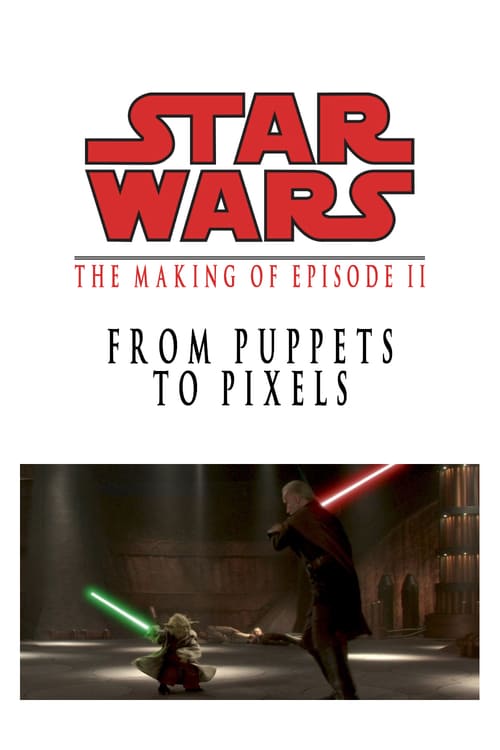 STAR
WARS
THE MAKING OF EPISODE II
FROM PUPPETS
TO PIXELS